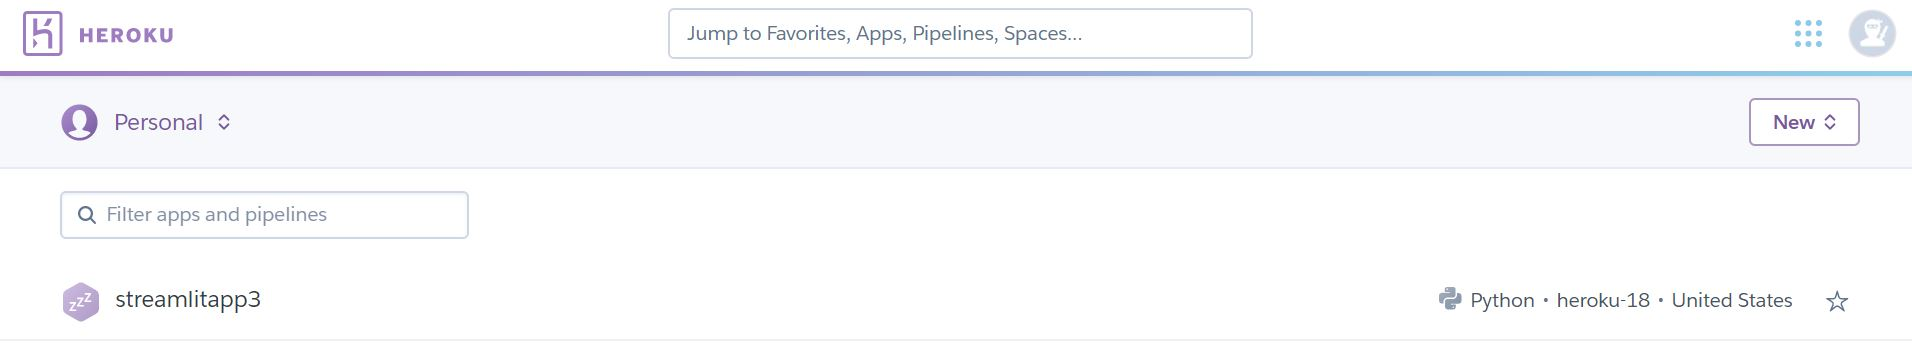 HEROKU
Jump to Favorites, Apps, Pipelines, Spaces...
Personal
New
Filter apps and pipelines
zzz streamlitapp3 Python • heroku-18 • United States